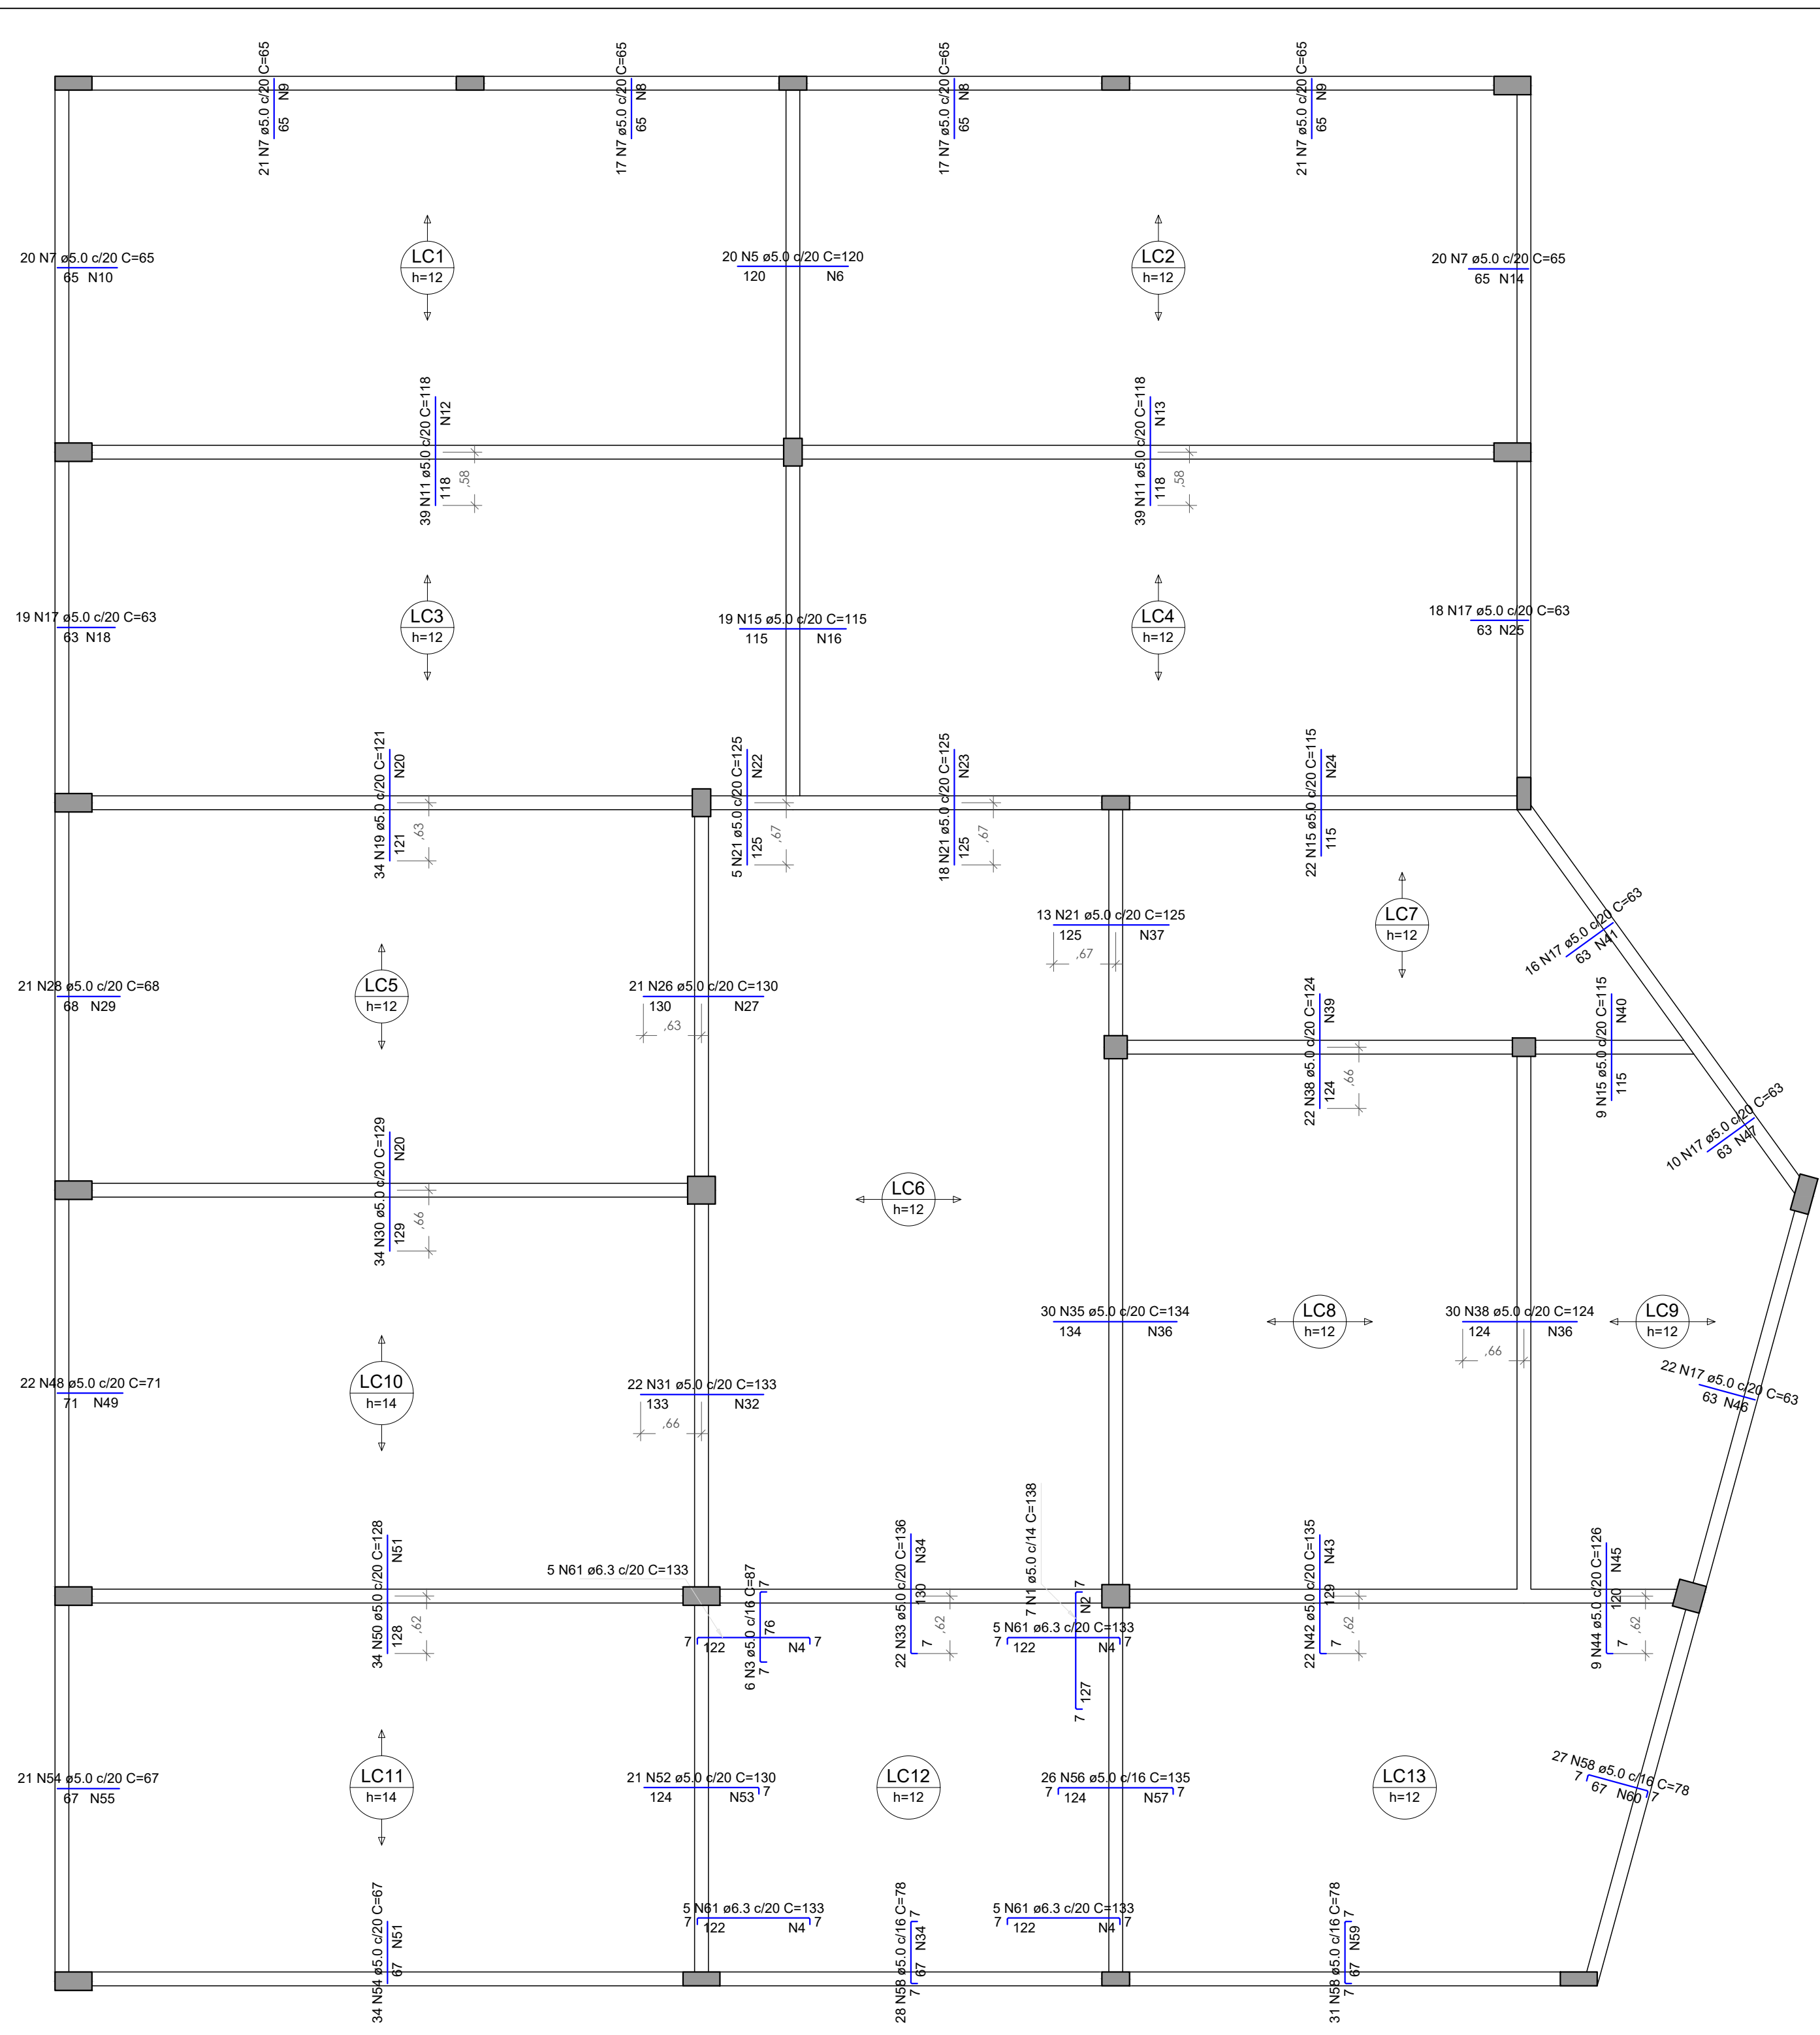 21 N7 ø5.0 c/20 C=65
65 N9
17 N7 ø5.0 c/20 C=65
65 N8
17 N7 ø5.0 c/20 C=65
65 N8
21 N7 ø5.0 c/20 C=65
65 N9
20 N7 ø5.0 c/20 C=65
65 N10
LC1
h=12
20 N5 ø5.0 c/20 C=120
120 N6
LC2
h=12
20 N7 ø5.0 c/20 C=65
65 N14
39 N11 ø5.0 c/20 C=118
118 N12
,58
39 N11 ø5.0 c/20 C=118
118 N13
,58
19 N17 ø5.0 c/20 C=63
63 N18
LC3
h=12
19 N15 ø5.0 c/20 C=115
115 N16
LC4
h=12
18 N17 ø5.0 c/20 C=63
63 N25
34 N19 ø5.0 c/20 C=121
121 N20
,63
5 N21 ø5.0 c/20 C=125
125 N22
,67
18 N21 ø5.0 c/20 C=125
125 N23
,67
22 N15 ø5.0 c/20 C=115
115 N24
13 N21 ø5.0 c/20 C=125
125 N37
,67
LC7
h=12
16 N17 ø5.0 c/20 C=63
63 N41
21 N28 ø5.0 c/20 C=68
68 N29
LC5
h=12
21 N26 ø5.0 c/20 C=130
130 N27
,63
22 N38 ø5.0 c/20 C=124
124 N39
,66
9 N15 ø5.0 c/20 C=115
115 N40
10 N17 ø5.0 c/20 C=63
63 N47
34 N30 ø5.0 c/20 C=129
129 N20
,66
LC6
h=12
30 N35 ø5.0 c/20 C=134
134 N36
LC8
h=12
30 N38 ø5.0 c/20 C=124
124 N36
,66
LC9
h=12
22 N17 ø5.0 c/20 C=63
63 N46
22 N48 ø5.0 c/20 C=71
71 N49
LC10
h=14
22 N31 ø5.0 c/20 C=133
133 N32
,66
34 N50 ø5.0 c/20 C=128
128 N51
,62
5 N61 ø6.3 c/20 C=133
7 122 N4 7
6 N3 ø5.0 c/16 C=87
7 76 7
22 N33 ø5.0 c/20 C=136
7 130 N34
,62
7 N1 ø5.0 c/14 C=138
7 127 N2 7
5 N61 ø6.3 c/20 C=133
7 122 N4 7
22 N42 ø5.0 c/20 C=135
7 129 N43
,62
9 N44 ø5.0 c/20 C=126
7 120 N45
,62
21 N54 ø5.0 c/20 C=67
67 N55
LC11
h=14
21 N52 ø5.0 c/20 C=130
124 N53 7
LC12
h=12
26 N56 ø5.0 c/16 C=135
7 124 N57 7
LC13
h=12
27 N58 ø5.0 c/16 C=78
7 67 N60 7
34 N54 ø5.0 c/20 C=67
67 N51
5 N61 ø6.3 c/20 C=133
7 122 N4 7
28 N58 ø5.0 c/16 C=78
7 67 N34 7
5 N61 ø6.3 c/20 C=133
7 122 N4 7
31 N58 ø5.0 c/16 C=78
7 67 N59 7